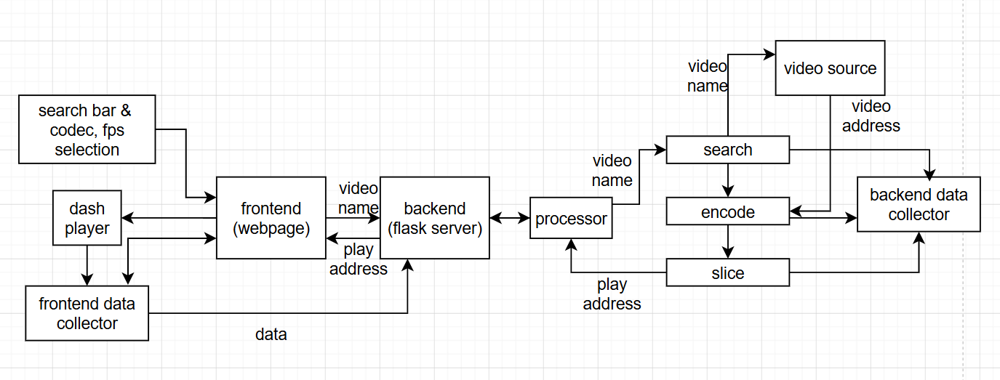 search bar &
codec, fps
selection
dash
player
frontend data
collector
data
frontend
(webpage)
video
name
play
address
backend
(flask server)
processor
video
name
play
address
search
encode
slice
video
name
video source
video
address
backend data
collector